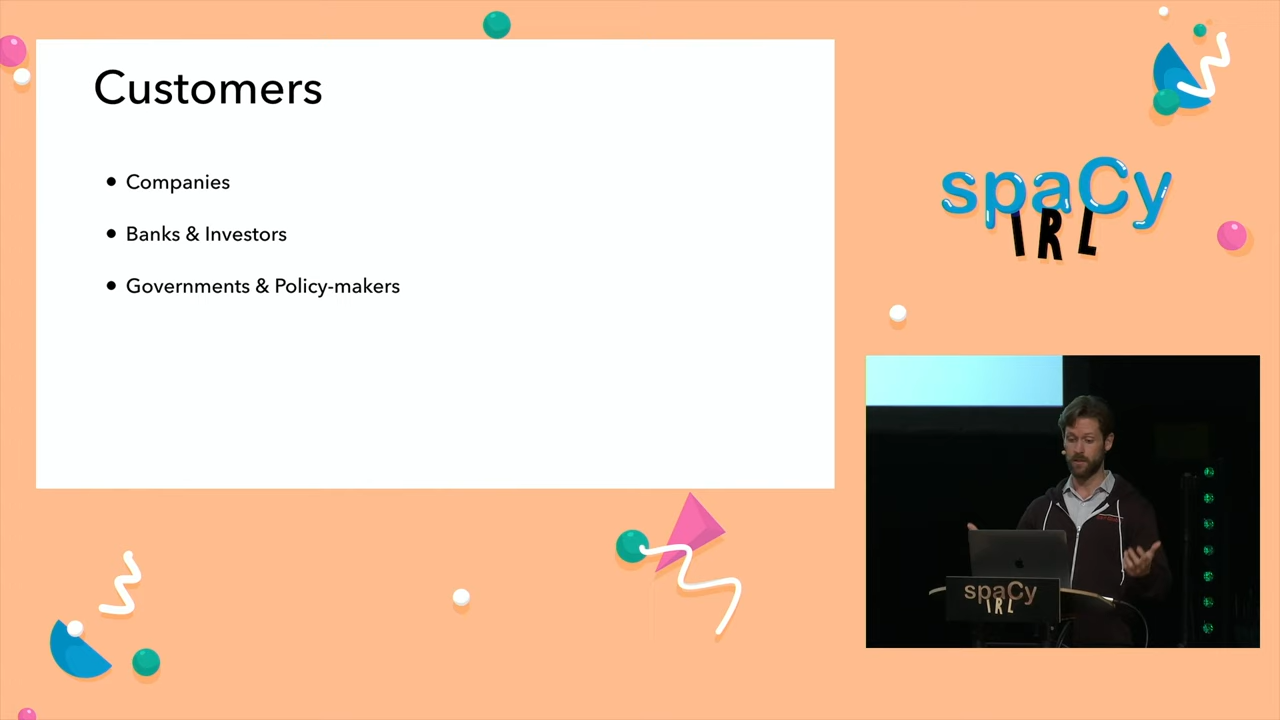 Customers
Companies
Banks & Investors
Governments & Policy-makers
spaCy
IRL
spaCy
IRL